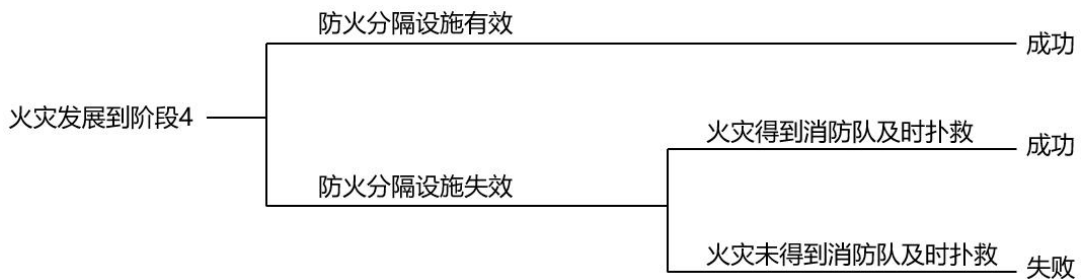 防火分隔设施有效
成功
火灾发展到阶段4
火灾得到消防队及时扑救
成功
防火分隔设施失效
火灾未得到消防队及时扑救
失败